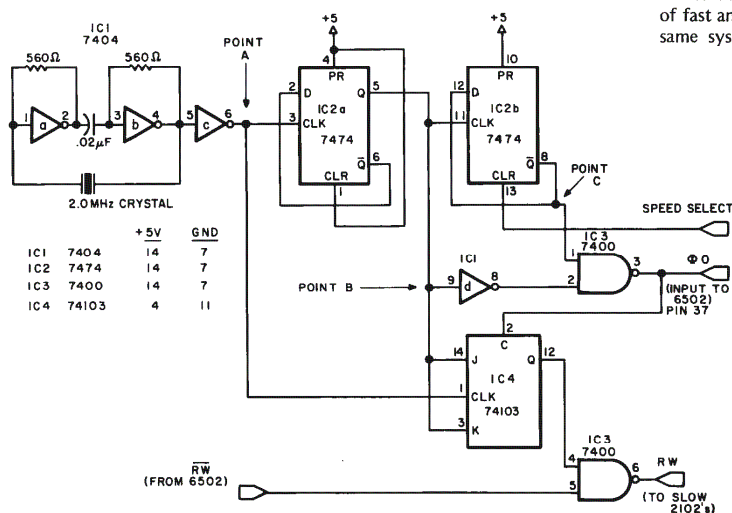 of fast an
same sys
IC1
7404
560Ω
560Ω
1 a 2
.02µF
3 b 4
5 c 6
2.0MHz CRYSTAL
POINT
A
+5
4
PR
2 D Q 5
IC2a
3 CLK
7474
Q̅ 6
CLR
1
+5
10
PR
12 D
IC2b
11 CLK
7474
Q̅ 8
CLR
13
POINT
C
SPEED SELECT
+5V GND
IC1 7404 14 7
IC2 7474 14 7
IC3 7400 14 7
IC4 74103 4 11
POINT B
IC1
9 d 8
IC3
7400
1
2
3
Φ0
(INPUT TO
6502)
PIN 37
2
C
14 J Q 12
IC4
1 CLK
74103
3 K
R̅W̅
(FROM 6502)
IC3
7400
4
5
6
RW
(TO SLOW
2102's)